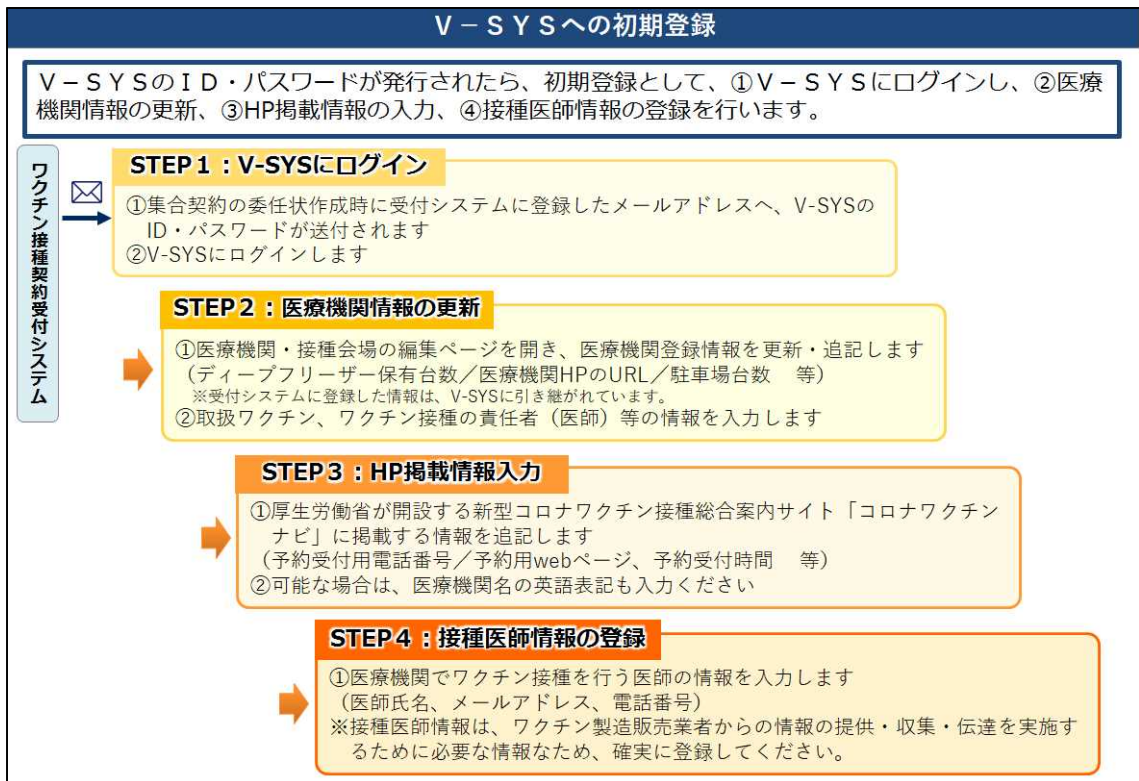 V－SYSへの初期登録
V－SYSのID・パスワードが発行されたら、初期登録として、①V－SYSにログインし、②医療
機関情報の更新、③HP掲載情報の入力、④接種医師情報の登録を行います。
ワクチン接種契約受付システム
STEP1：V-SYSにログイン
①集合契約の委任状作成時に受付システムに登録したメールアドレスへ、V-SYSの
ID・パスワードが送付されます
②V-SYSにログインします
STEP2：医療機関情報の更新
①医療機関・接種会場の編集ページを開き、医療機関登録情報を更新・追記します
（ディープフリーザー保有台数／医療機関HPのURL／駐車場台数　等）
※受付システムに登録した情報は、V-SYSに引き継がれています。
②取扱ワクチン、ワクチン接種の責任者（医師）等の情報を入力します
STEP3：HP掲載情報入力
①厚生労働省が開設する新型コロナワクチン接種総合案内サイト「コロナワクチン
ナビ」に掲載する情報を追記します
（予約受付用電話番号／予約用webページ、予約受付時間　等）
②可能な場合は、医療機関名の英語表記も入力ください
STEP4：接種医師情報の登録
①医療機関でワクチン接種を行う医師の情報を入力します
（医師氏名、メールアドレス、電話番号）
※接種医師情報は、ワクチン製造販売業者からの情報の提供・収集・伝達を実施す
るために必要な情報なため、確実に登録してください。